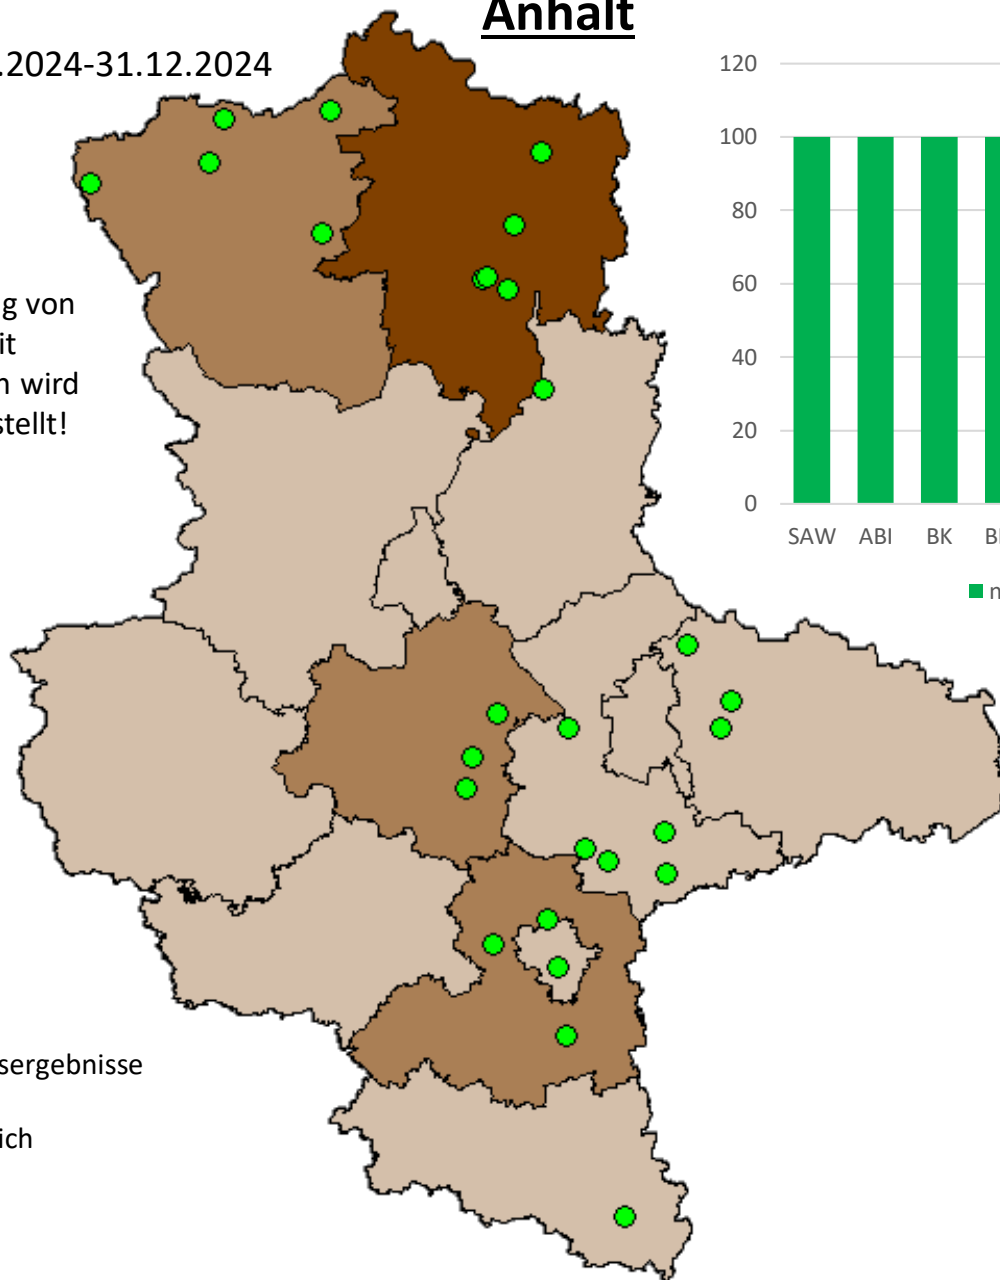 Anhalt
.2024-31.12.2024
g von
it
n wird
stellt!
120
100
80
60
40
20
0
SAW ABI BK
sergebnisse
ich